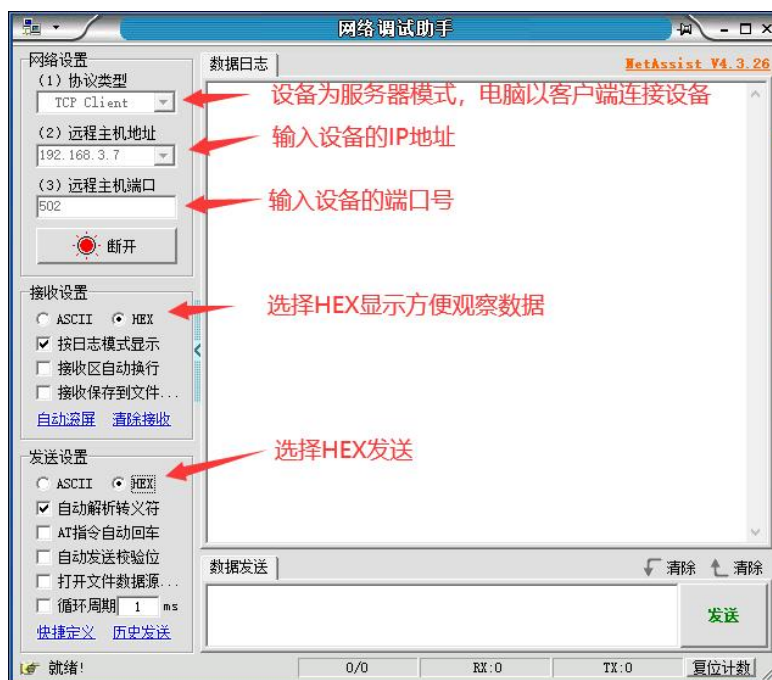 网络调试助手
网络设置
(1) 协议类型
TCP Client
(2) 远程主机地址
192.168.3.7
(3) 远程主机端口
502
断开
接收设置
ASCII HEX
按日志模式显示
接收区自动换行
接收保存到文件...
自动滚屏 清除接收
发送设置
ASCII HEX
自动解析转义符
AT指令自动回车
自动发送校验位
打开文件数据源...
循环周期 1 ms
快捷定义 历史发送
数据日志 NetAssist V4.3.26
设备为服务器模式，电脑以客户端连接设备
输入设备的IP地址
输入设备的端口号
选择HEX显示方便观察数据
选择HEX发送
数据发送 清除 清除
发送
就绪! 0/0 RX:0 TX:0 复位计数